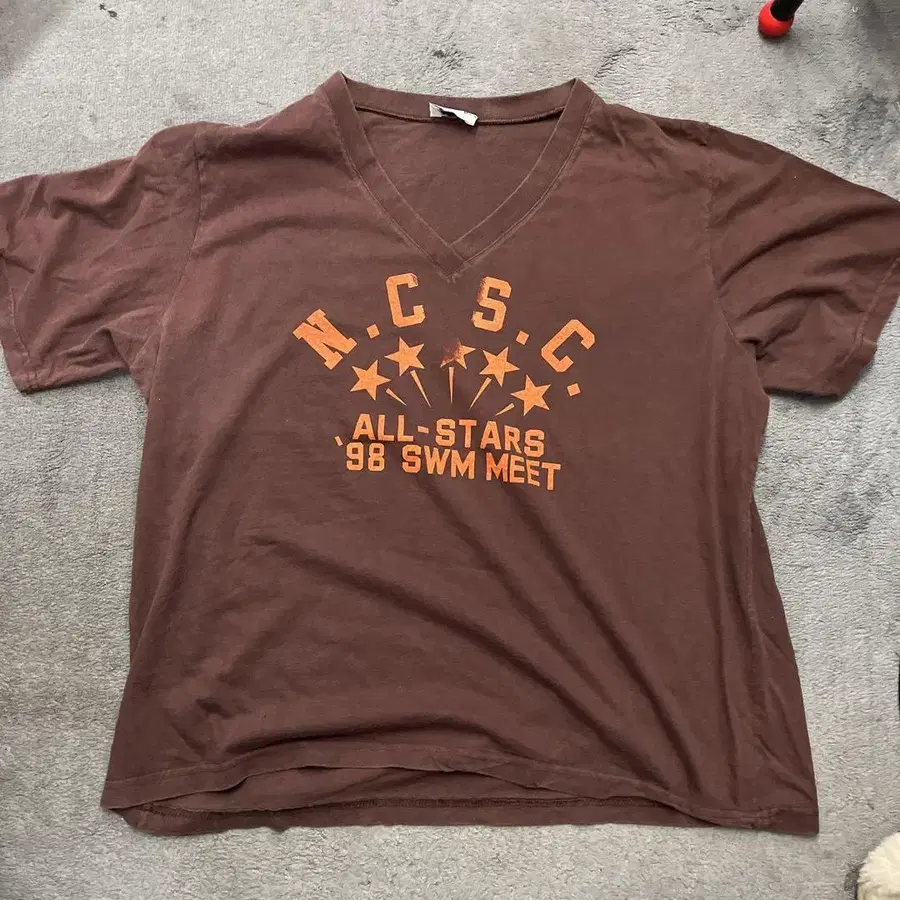 N.C S.C.
ALL-STARS
'98 SWM MEET